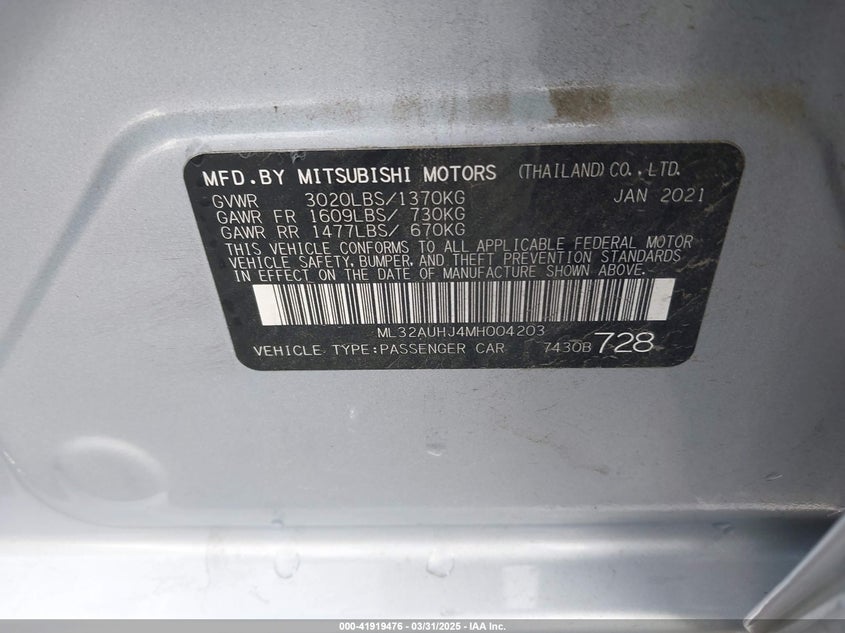 MFD.BY MITSUBISHI MOTORS (THAILAND)CO.,LTD.
GVWR 3020LBS/1370KG JAN 2021
GAWR FR 1609LBS/ 730KG
GAWR RR 1477LBS/ 670KG
THIS VEHICLE CONFORMS TO ALL APPLICABLE FEDERAL MOTOR
VEHICLE SAFETY, BUMPER, AND THEFT PREVENTION STANDARDS
IN EFFECT ON THE DATE OF MANUFACTURE SHOWN ABOVE.
ML32AUHJ4MH004203
VEHICLE TYPE:PASSENGER CAR 7430B 728
000-41919476 - 03/31/2025 - IAA Inc.